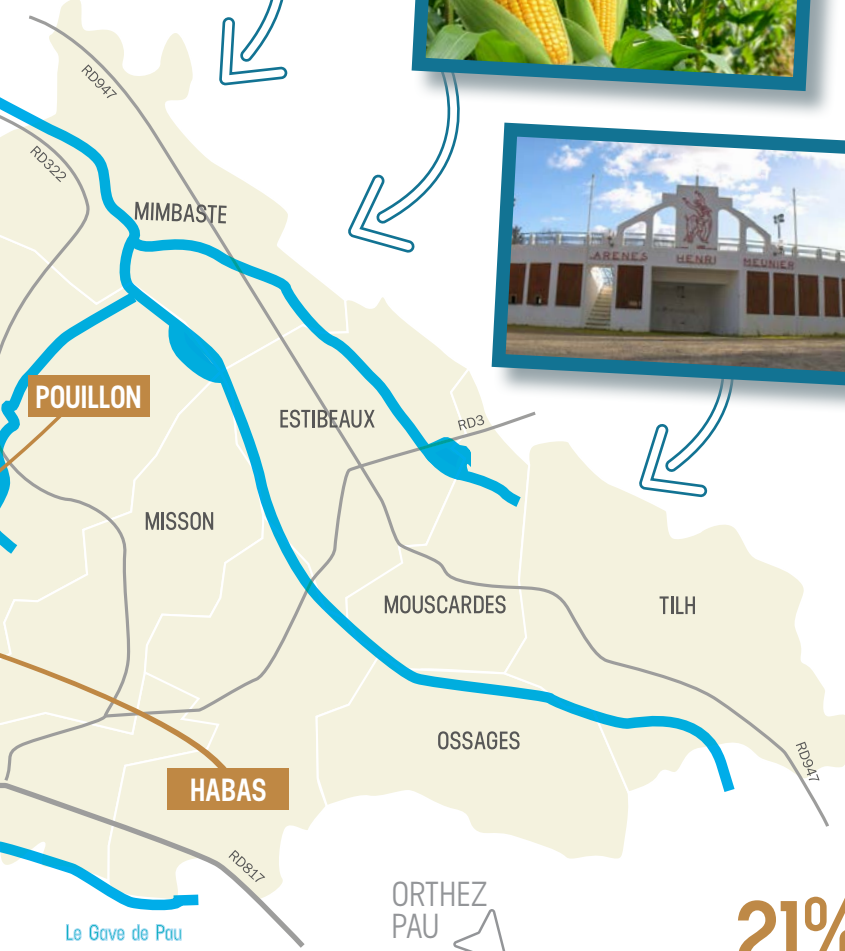 RD947
RD322
MIMBASTE
ARENES HENRI MEUNIER
POUILLON
ESTIBEAUX
RD3
MISSON
MOUSCARDES
TILH
OSSAGES
RD947
HABAS
RD817
ORTHEZ
PAU
21%
Le Gave de Pau